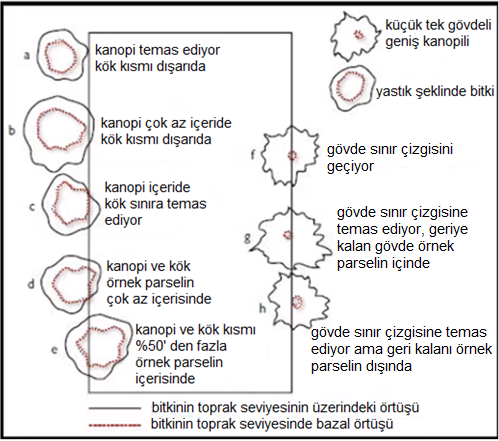 a
kanopi temas ediyor
kök kısmı dışarıda
küçük tek gövdeli
geniş kanopili
yastık şeklinde bitki
b
kanopi çok az içeride
kök kısmı dışarıda
c
kanopi içeride
kök sınıra temas
ediyor
d
kanopi ve kök
örnek parselin
çok az içerisinde
e
kanopi ve kök kısmı
%50' den fazla
örnek parselin
içerisinde
f
gövde sınır çizgisini
geçiyor
g
gövde sınır çizgisine
temas ediyor, geriye
kalan gövde örnek
parselin içinde
h
gövde sınır çizgisine temas
ediyor ama geri kalanı örnek
parselin dışında
bitkinin toprak seviyesinin üzerindeki örtüşü
bitkinin toprak seviyesinde bazal örtüşü